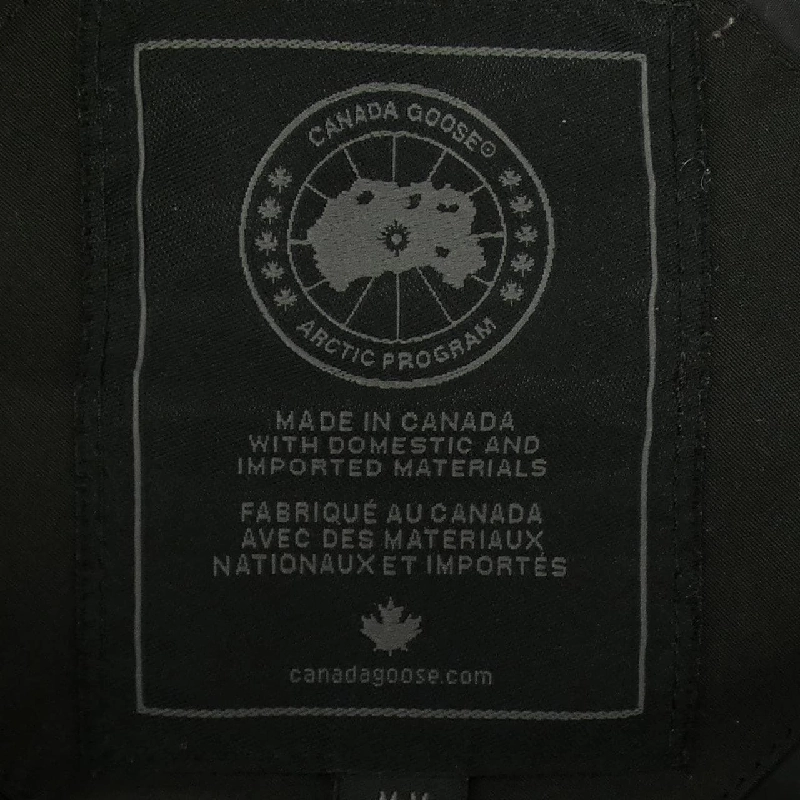 CANADA GOOSE®
ARCTIC PROGRAM
MADE IN CANADA
WITH DOMESTIC AND
IMPORTED MATERIALS
FABRIQUÉ AU CANADA
AVEC DES MATERIAUX
NATIONAUX ET IMPORTÉS
canadagoose.com